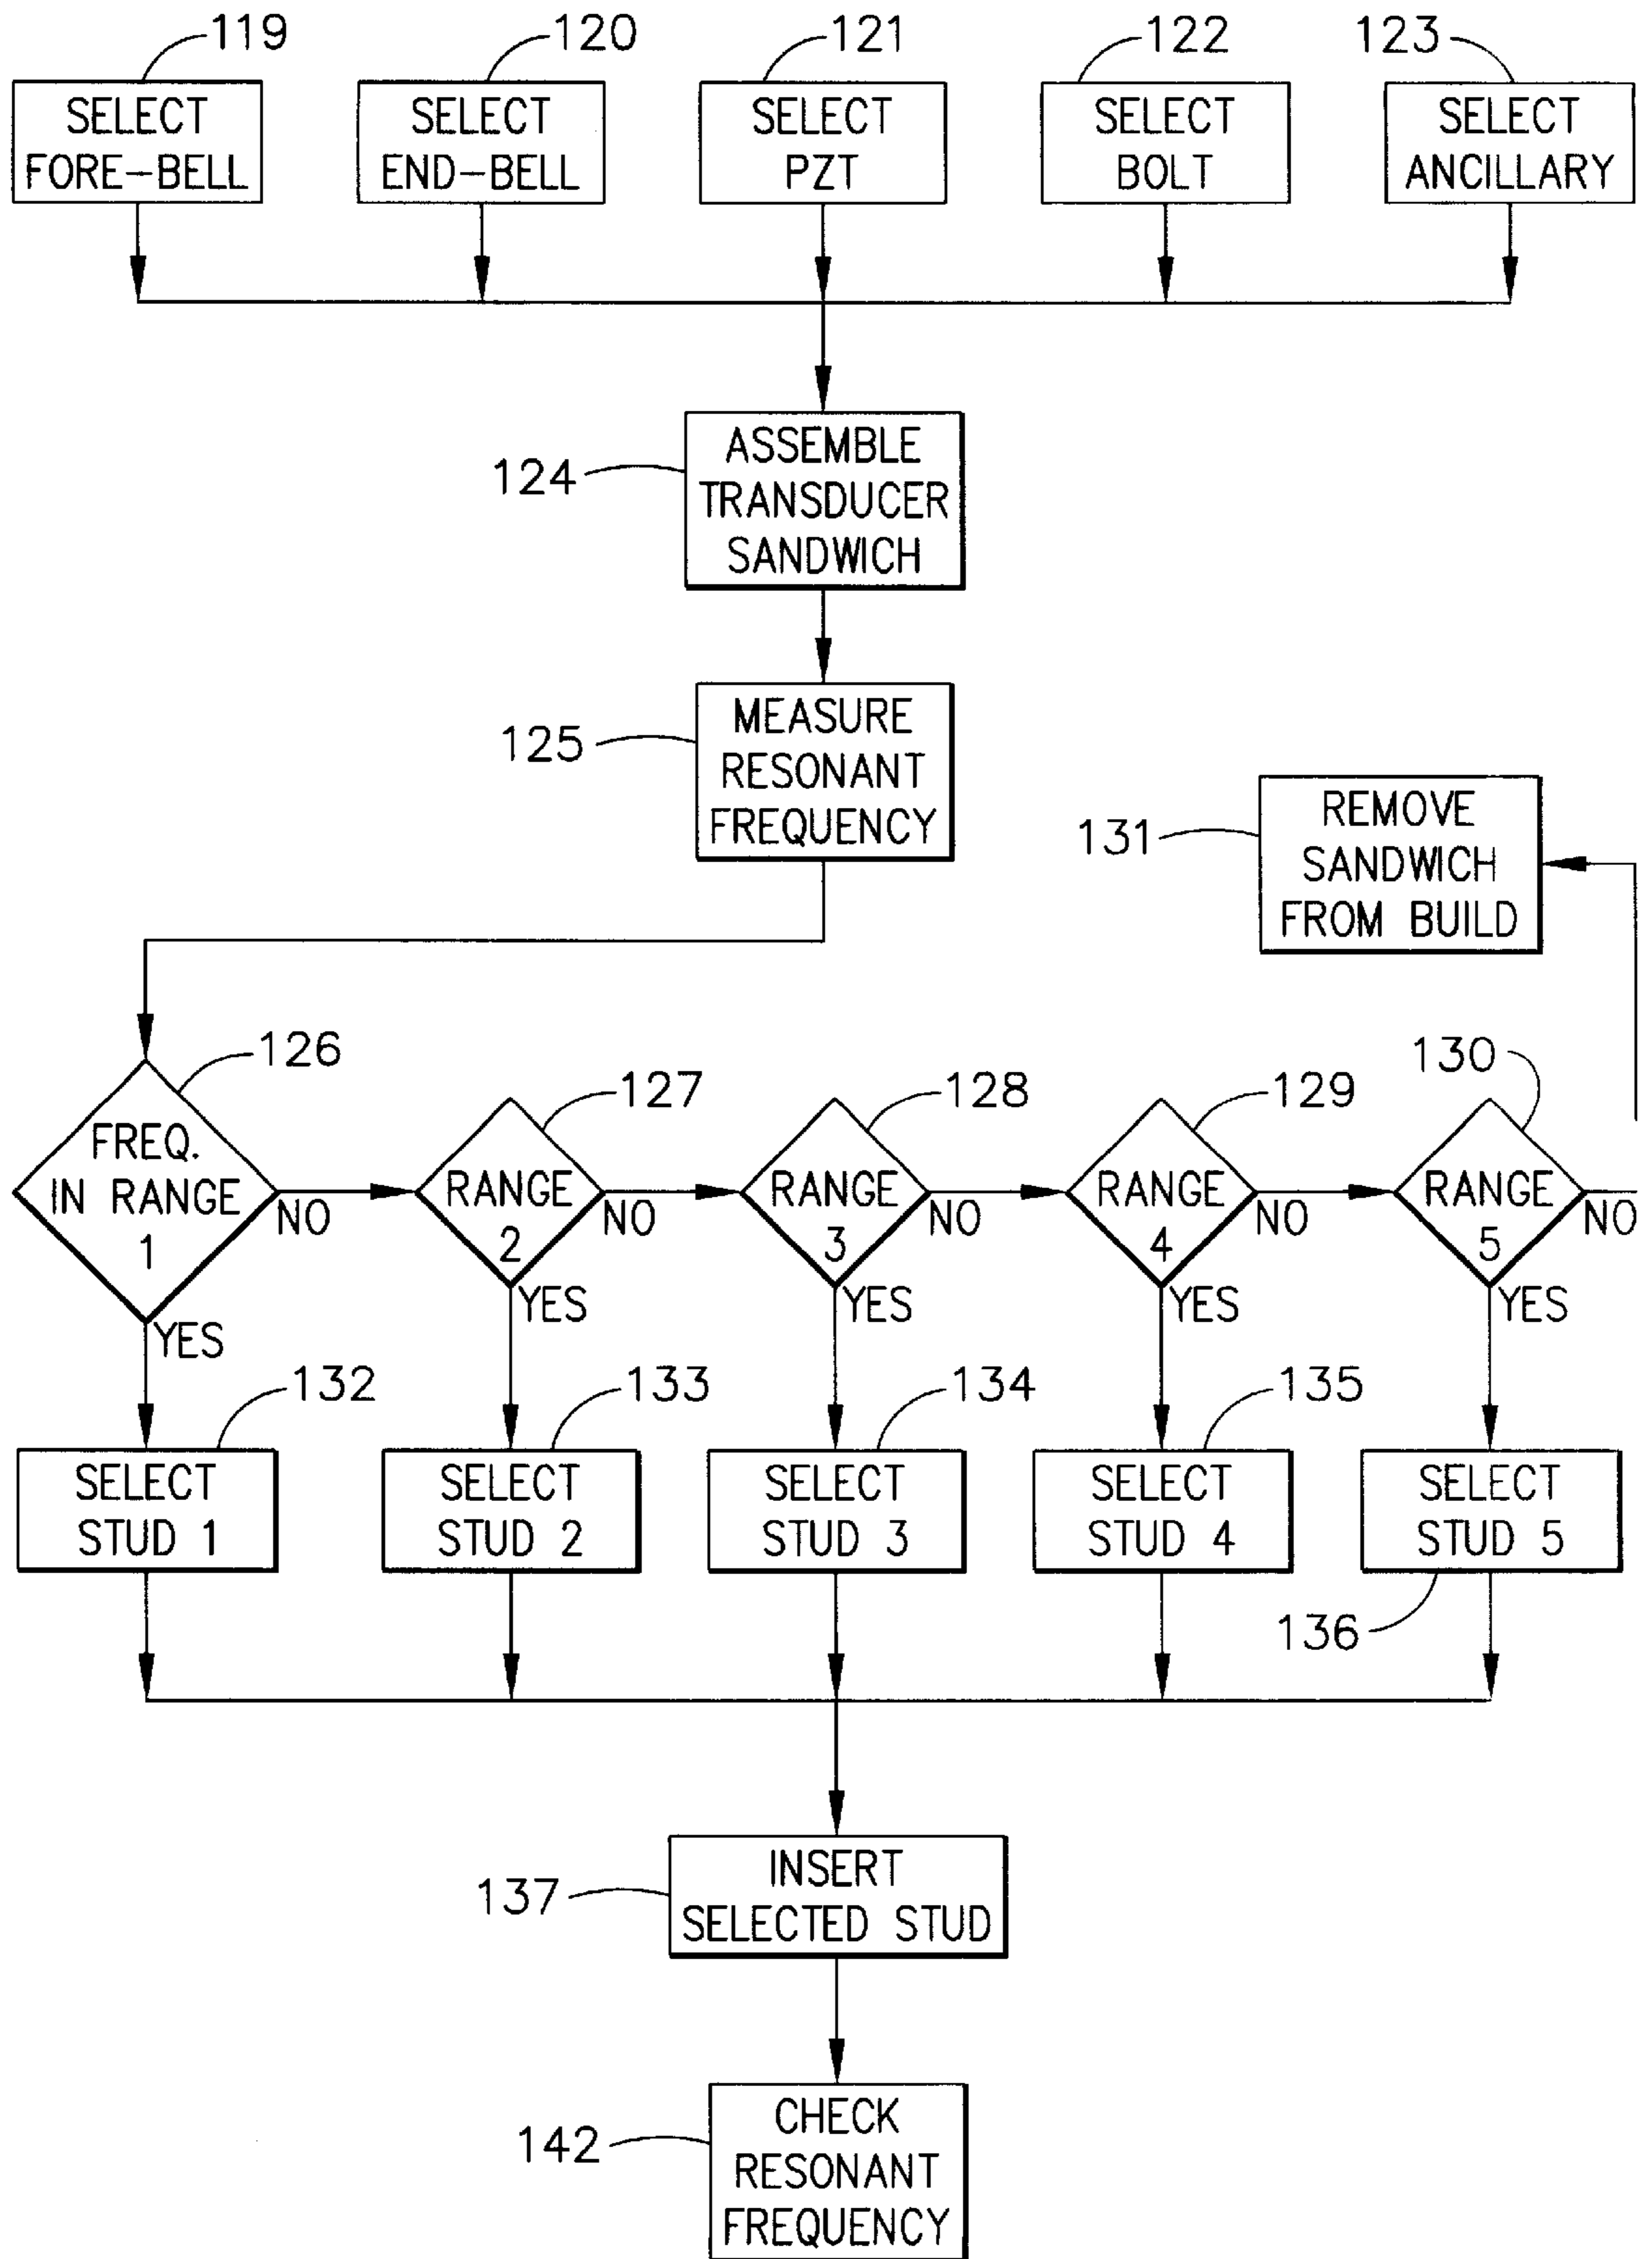 119
120
121
122
123
SELECT
FORE-BELL
SELECT
END-BELL
SELECT
PZT
SELECT
BOLT
SELECT
ANCILLARY
124
ASSEMBLE
TRANSDUCER
SANDWICH
125
MEASURE
RESONANT
FREQUENCY
131
REMOVE
SANDWICH
FROM BUILD
126
127
128
129
130
FREQ.
IN RANGE
1
NO
YES
RANGE
2
NO
YES
RANGE
3
NO
YES
RANGE
4
NO
YES
RANGE
5
NO
YES
132
133
134
135
SELECT
STUD 1
SELECT
STUD 2
SELECT
STUD 3
SELECT
STUD 4
SELECT
STUD 5
136
137
INSERT
SELECTED STUD
142
CHECK
RESONANT
FREQUENCY